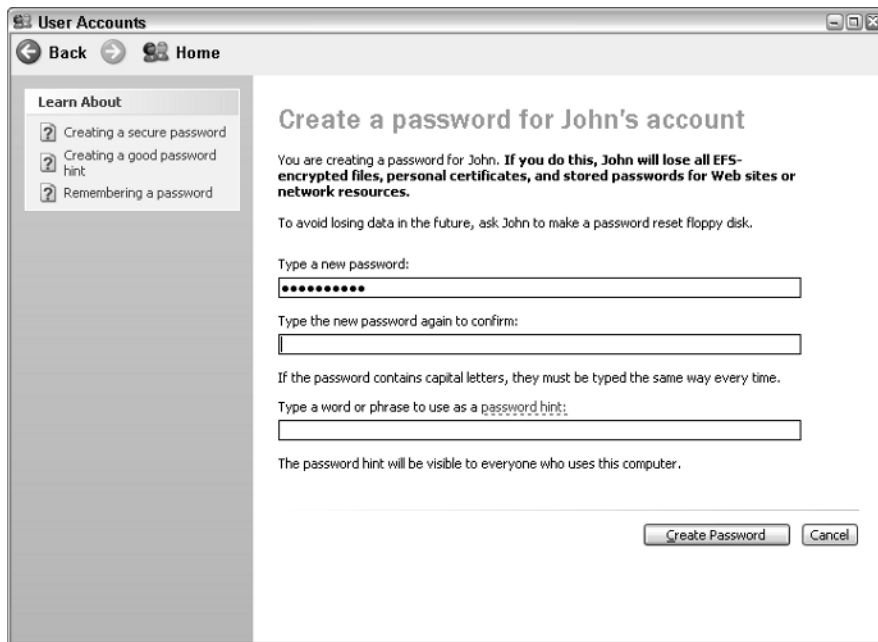 User Accounts
Back Home
Learn About
Creating a secure password
Creating a good password
hint
Remembering a password
Create a password for John's account
You are creating a password for John. If you do this, John will lose all EFS-
encrypted files, personal certificates, and stored passwords for Web sites or
network resources.
To avoid losing data in the future, ask John to make a password reset floppy disk.
Type a new password:
●●●●●●●●●●
Type the new password again to confirm:
If the password contains capital letters, they must be typed the same way every time.
Type a word or phrase to use as a password hint:
The password hint will be visible to everyone who uses this computer.
Create Password Cancel